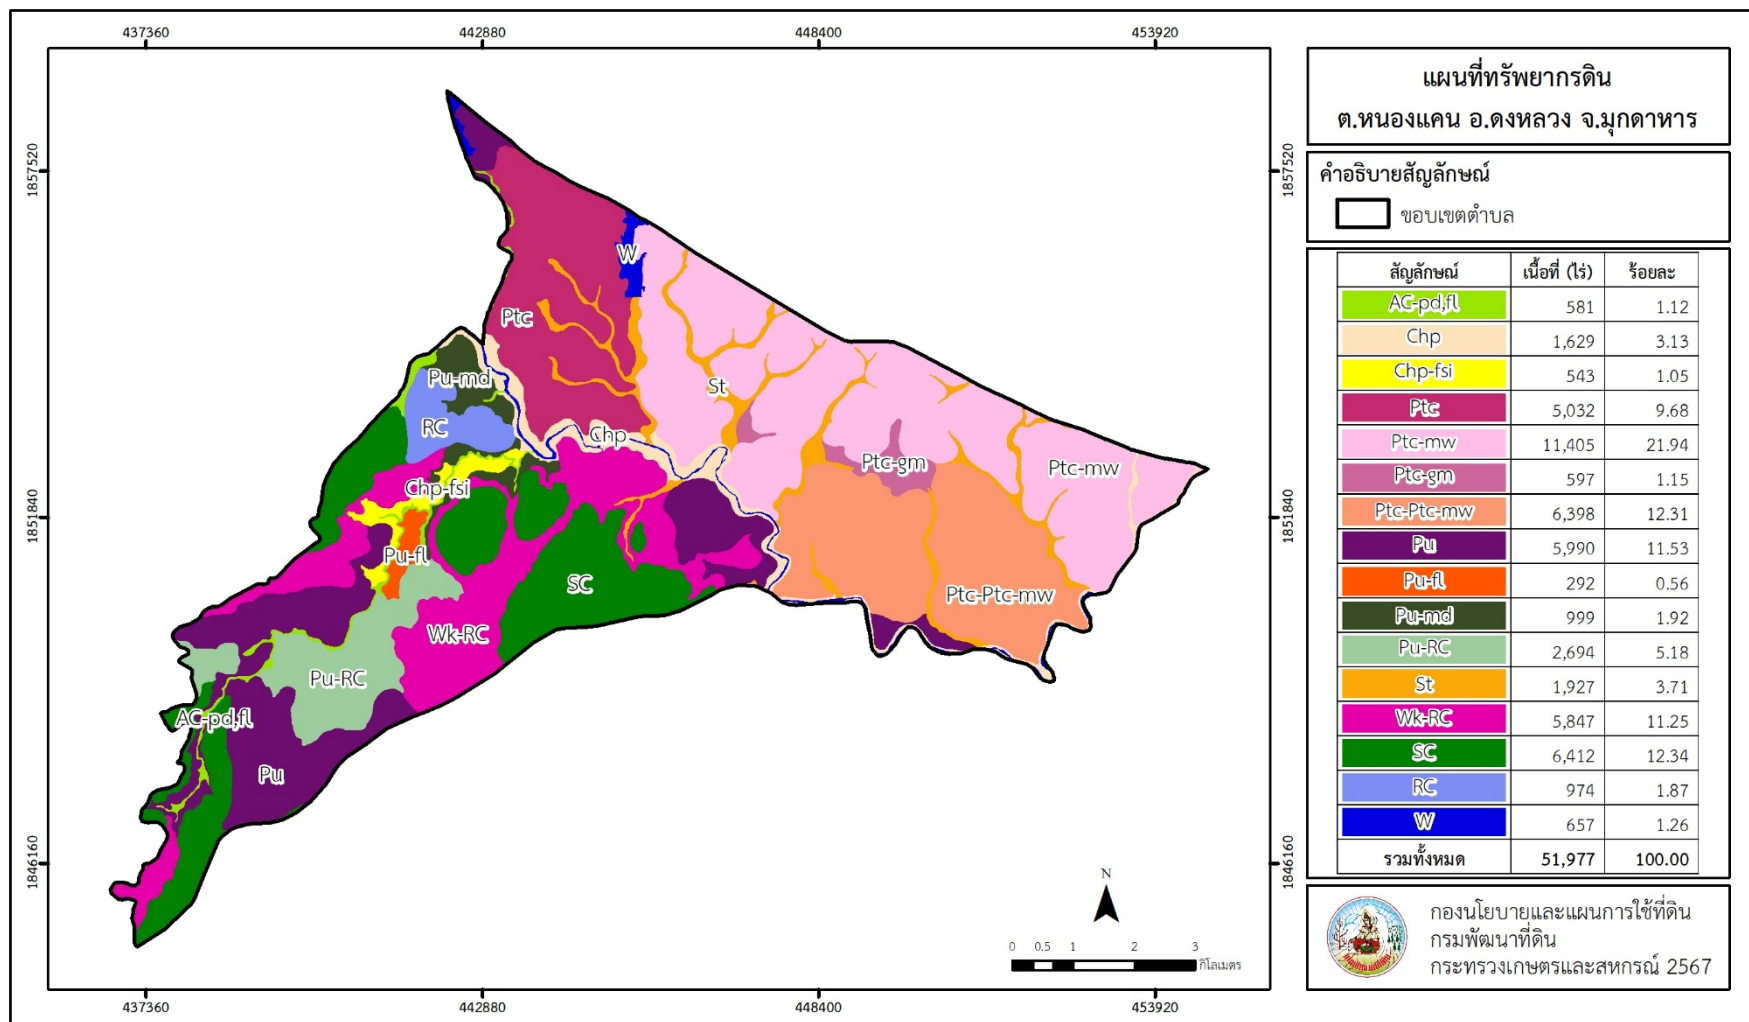 437360
442880
448400
453920
1857520
1851840
1846160
1857520
1851840
1846160
437360
442880
448400
453920
W
Ptc
Pu-md
St
RC
Chp
Ptc-gm
Ptc-mw
Chp-fsi
Pu-fl
SC
Ptc-Ptc-mw
Wk-RC
Pu-RC
AC-pd,fl
Pu
N
0 0.5 1 2 3
กิโลเมตร
แผนที่ทรัพยากรดิน
ต.หนองแคน อ.ดงหลวง จ.มุกดาหาร
คำอธิบายสัญลักษณ์
ขอบเขตตำบล
สัญลักษณ์ เนื้อที่ (ไร่) ร้อยละ
AC-pd,fl 581 1.12
Chp 1,629 3.13
Chp-fsi 543 1.05
Ptc 5,032 9.68
Ptc-mw 11,405 21.94
Ptc-gm 597 1.15
Ptc-Ptc-mw 6,398 12.31
Pu 5,990 11.53
Pu-fl 292 0.56
Pu-md 999 1.92
Pu-RC 2,694 5.18
St 1,927 3.71
Wk-RC 5,847 11.25
SC 6,412 12.34
RC 974 1.87
W 657 1.26
รวมทั้งหมด 51,977 100.00
กองนโยบายและแผนการใช้ที่ดิน
กรมพัฒนาที่ดิน
กระทรวงเกษตรและสหกรณ์ 2567